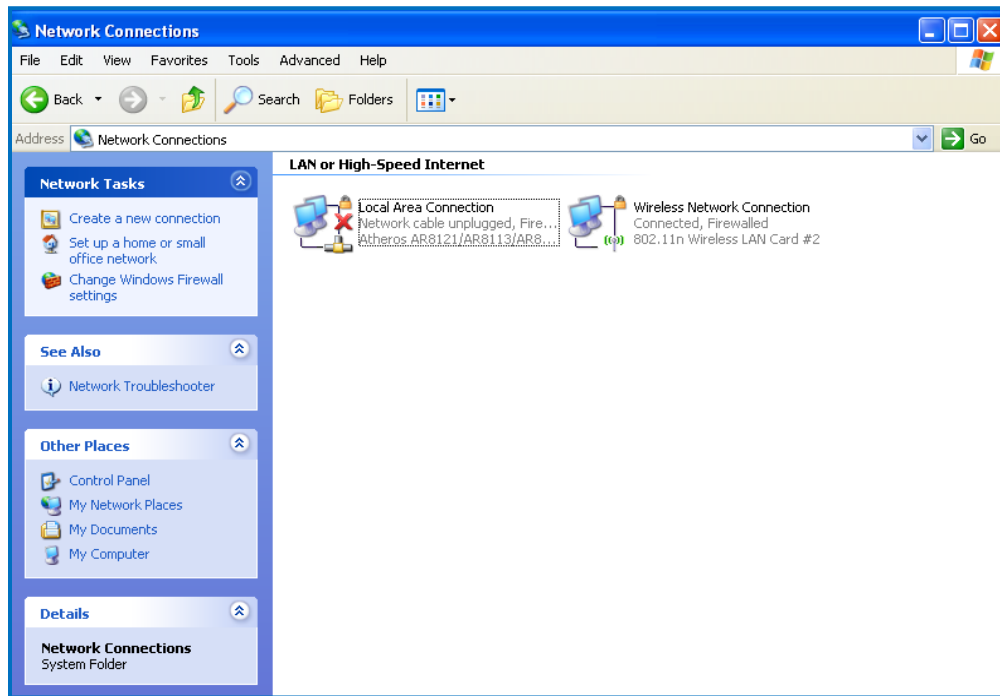 Network Connections
File Edit View Favorites Tools Advanced Help
Back Search Folders
Address Network Connections Go
Network Tasks
Create a new connection
Set up a home or small
office network
Change Windows Firewall
settings
See Also
Network Troubleshooter
Other Places
Control Panel
My Network Places
My Documents
My Computer
Details
Network Connections
System Folder
LAN or High-Speed Internet
Local Area Connection
Network cable unplugged, Fire...
Atheros AR8121/AR8113/AR8...
Wireless Network Connection
Connected, Firewalled
802.11n Wireless LAN Card #2